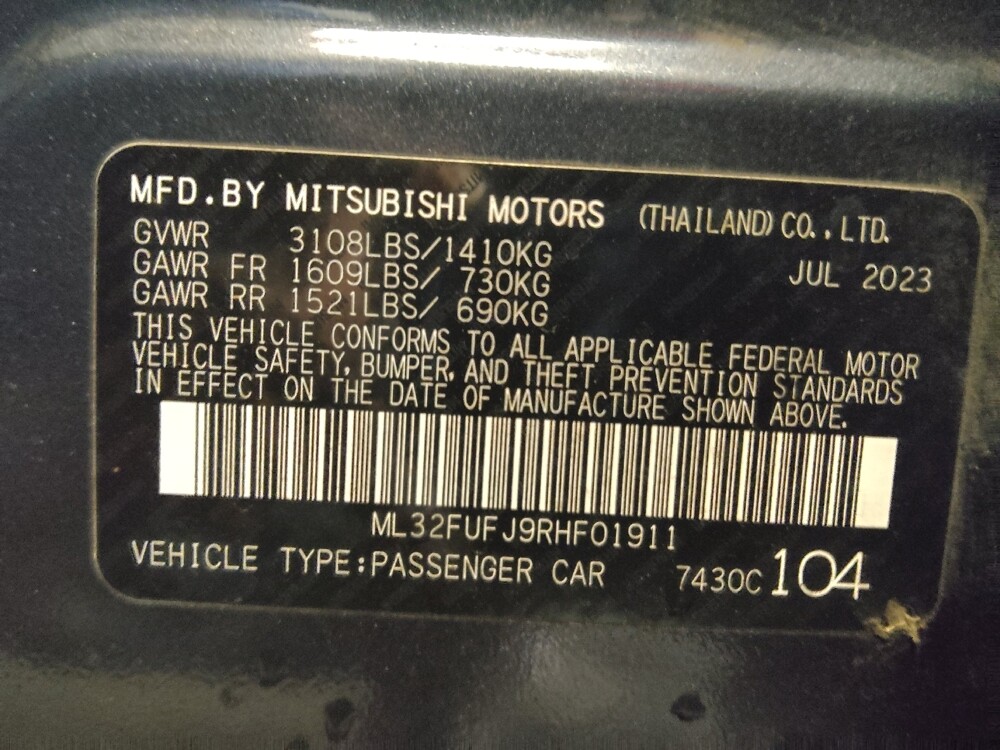 MFD.BY MITSUBISHI MOTORS (THAILAND) CO.,LTD.
GVWR 3108LBS/1410KG
JUL 2023
GAWR FR 1609LBS/ 730KG
GAWR RR 1521LBS/ 690KG
THIS VEHICLE CONFORMS TO ALL APPLICABLE FEDERAL MOTOR
VEHICLE SAFETY, BUMPER, AND THEFT PREVENTION STANDARDS
IN EFFECT ON THE DATE OF MANUFACTURE SHOWN ABOVE.
ML32FUFJ9RHF01911
VEHICLE TYPE:PASSENGER CAR 7430C 104